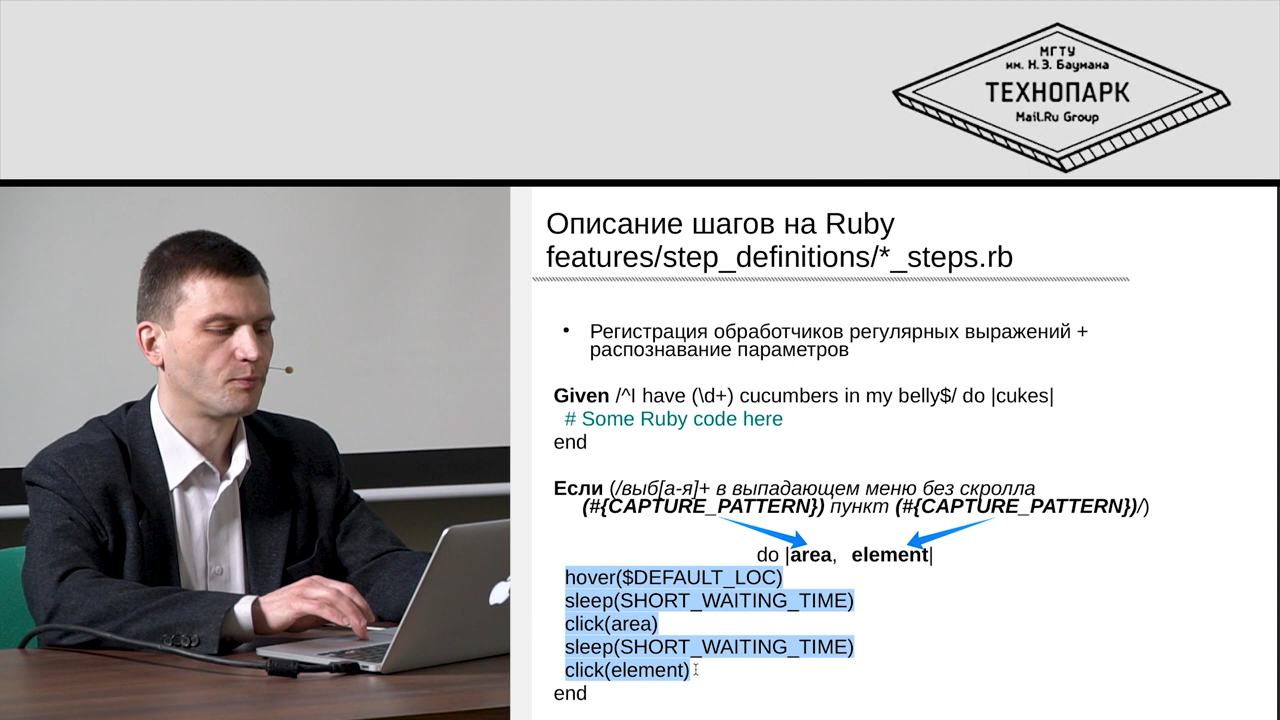 МГТУ
им. Н.Э. Баумана
ТЕХНОПАРК
Mail.Ru Group
Описание шагов на Ruby
features/step_definitions/*_steps.rb
• Регистрация обработчиков регулярных выражений +
распознавание параметров
Given /^I have (\d+) cucumbers in my belly$/ do |cukes|
# Some Ruby code here
end
Если (/выб[а-я]+ в выпадающем меню без скролла
(#{CAPTURE_PATTERN}) пункт (#{CAPTURE_PATTERN})/)
do |area, element|
hover($DEFAULT_LOC)
sleep(SHORT_WAITING_TIME)
click(area)
sleep(SHORT_WAITING_TIME)
click(element)
end